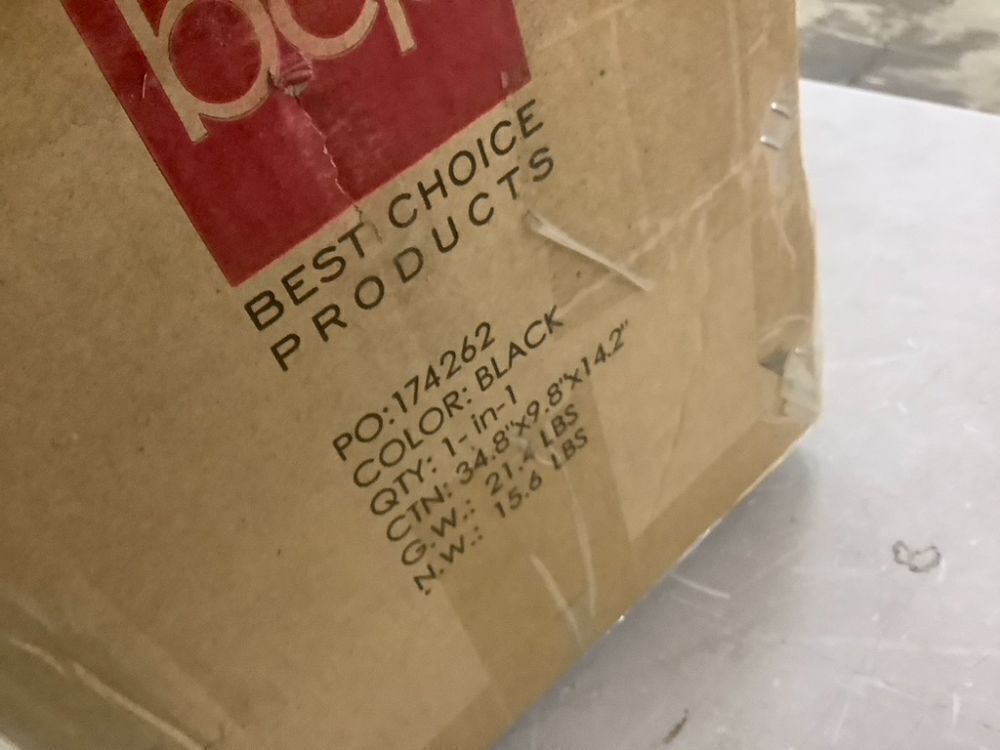 bcp
BEST CHOICE
PRODUCTS
PO:174262
COLOR: BLACK
QTY: 1-in-1
CTN: 34.8"x9.8"x14.2"
G.W.: 21.4 LBS
N.W.: 15.6 LBS